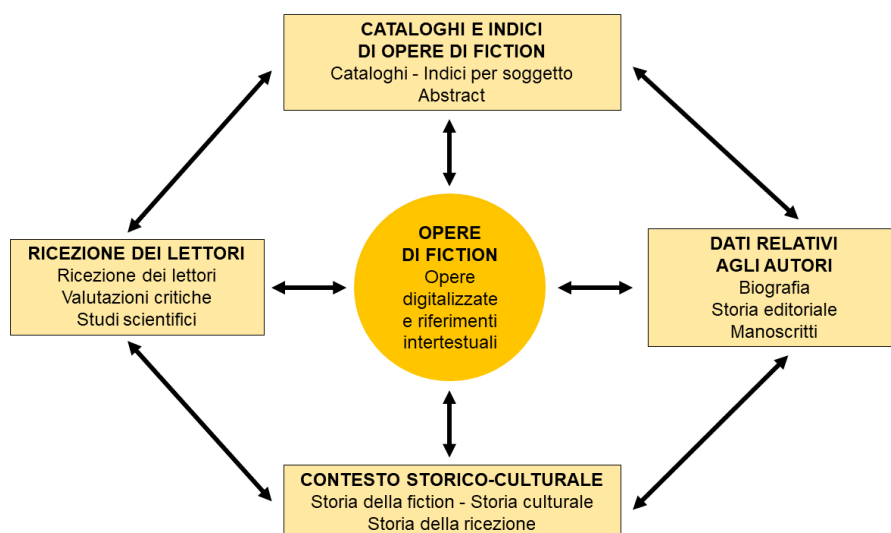 CATALOGHI E INDICI
DI OPERE DI FICTION
Cataloghi - Indici per soggetto
Abstract
RICEZIONE DEI LETTORI
Ricezione dei lettori
Valutazioni critiche
Studi scientifici
OPERE
DI FICTION
Opere
digitalizzate
e riferimenti
intertestuali
DATI RELATIVI
AGLI AUTORI
Biografia
Storia editoriale
Manoscritti
CONTESTO STORICO-CULTURALE
Storia della fiction - Storia culturale
Storia della ricezione